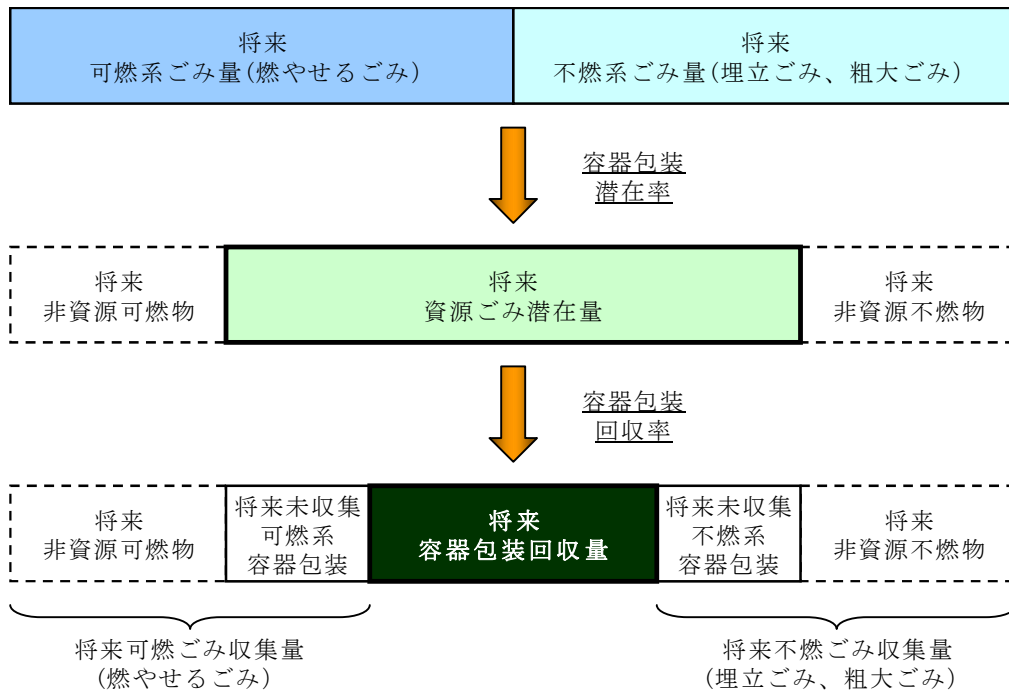 将来
可燃系ごみ量(燃やせるごみ)
将来
不燃系ごみ量(埋立ごみ、粗大ごみ)
容器包装
潜在率
将来
非資源可燃物
将来
資源ごみ潜在量
将来
非資源不燃物
容器包装
回収率
将来
非資源可燃物
将来未収集
可燃系
容器包装
将来
容器包装回収量
将来未収集
不燃系
容器包装
将来
非資源不燃物
将来可燃ごみ収集量
(燃やせるごみ)
将来不燃ごみ収集量
(埋立ごみ、粗大ごみ)